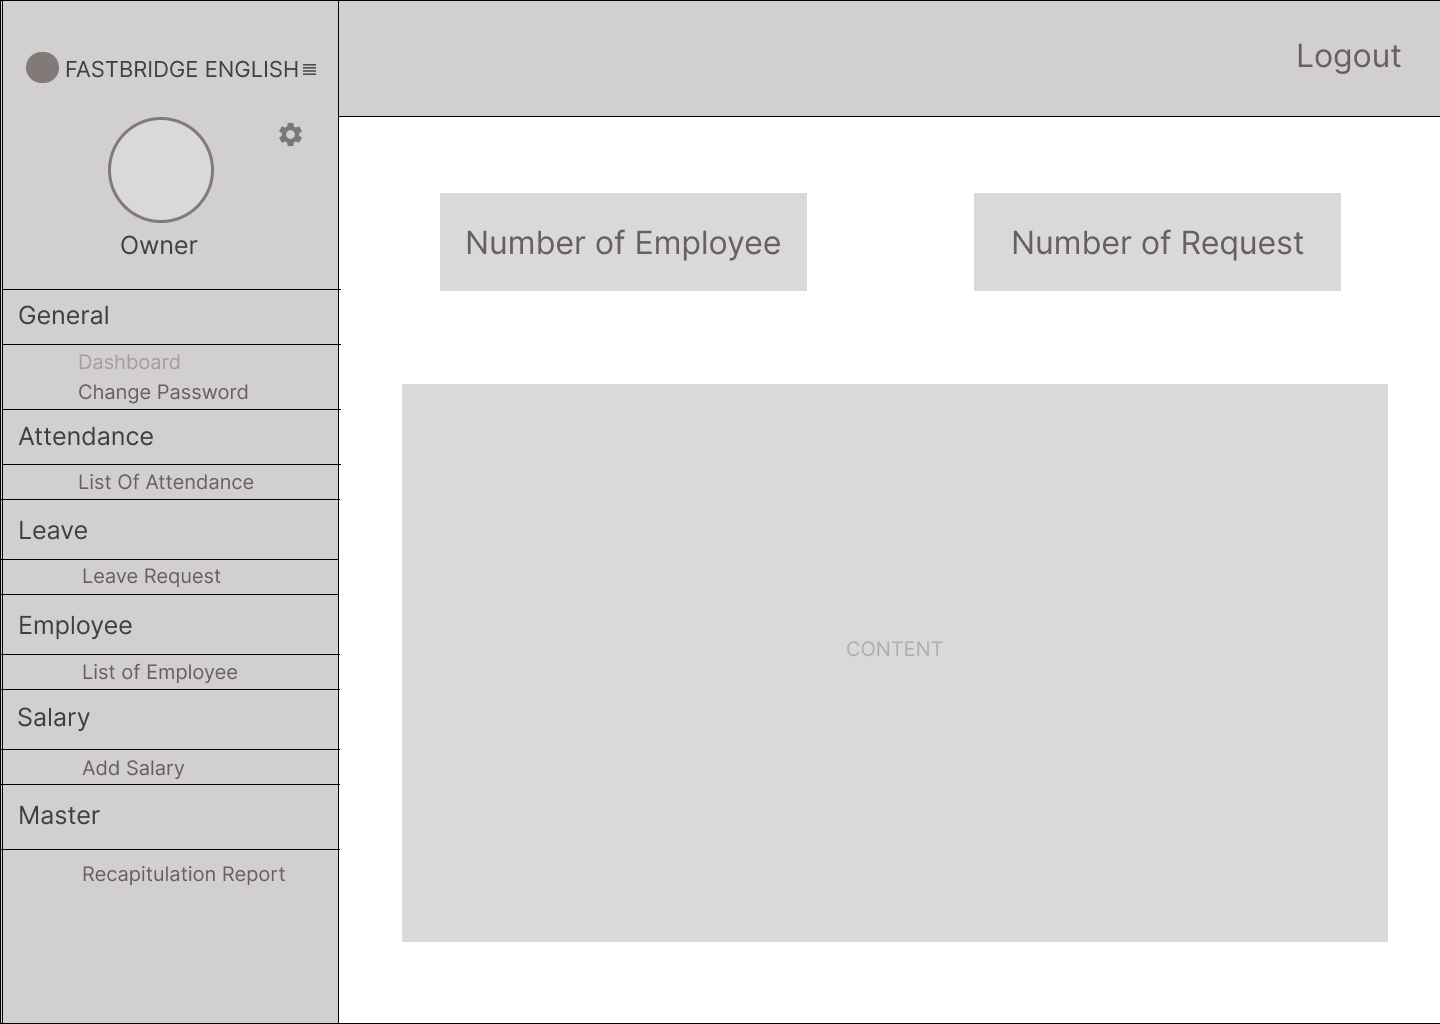 FASTBRIDGE ENGLISH
Logout
Owner
General
Dashboard
Change Password
Attendance
List Of Attendance
Leave
Leave Request
Employee
List of Employee
Salary
Add Salary
Master
Recapitulation Report
Number of Employee
Number of Request
CONTENT